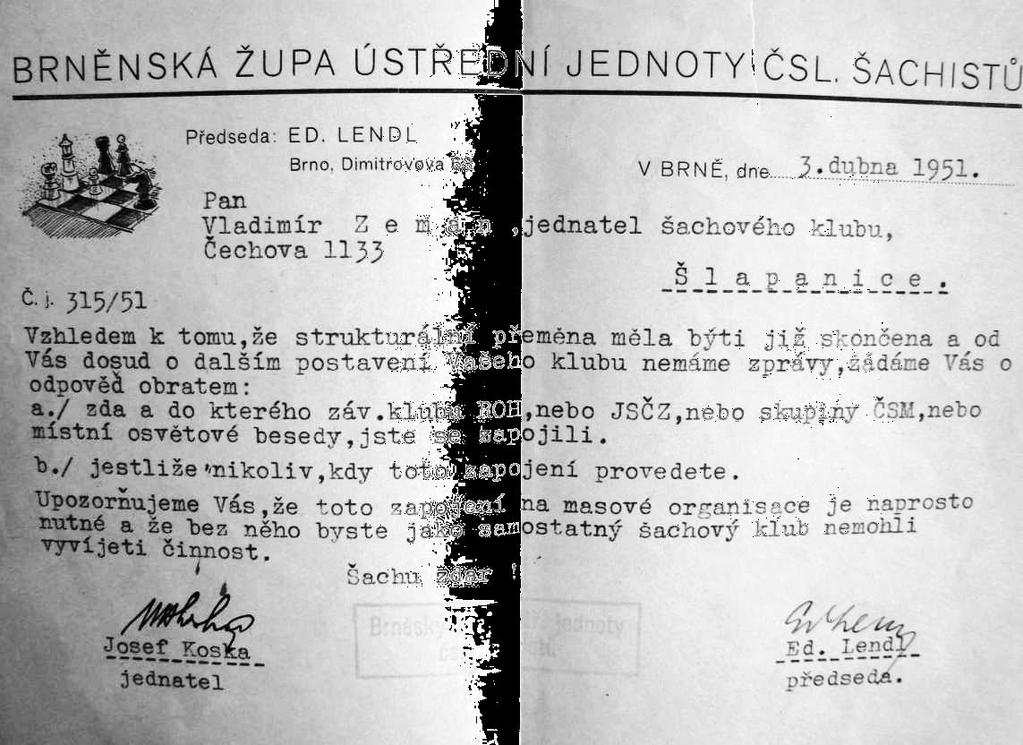 BRNĚNSKÁ ŽUPA ÚSTŘEDNÍ JEDNOTY ČSL. ŠACHISTŮ
Předseda: ED. LENDL
Brno, Dimitrovova
V BRNĚ, dne 3. dubna 1951.
Pan
Vladimír Zeman, jednatel šachového klubu,
Čechova 1133
Šlapanice.
Č. j. 315/51
Vzhledem k tomu,že strukturální přeměna měla býti již skončena a od
Vás dosud o dalším postavení Vašeho klubu nemáme zprávy,žádáme Vás o
odpověď obratem:
a./ zda a do kterého záv.klubu ROH,nebo JSČZ,nebo skupiny ČSM,nebo
místní osvětové besedy,jste se zapojili.
b./ jestliže nikoliv,kdy toto zapojení provedete.
Upozorňujeme Vás,že toto zapojení na masové organisace je naprosto
nutné a že bez něho byste jako samostatný šachový klub nemohli
vyvíjeti činnost.
Šachu zdar !
Josef Koska
jednatel
Ed. Lendl
předseda.
jednoty